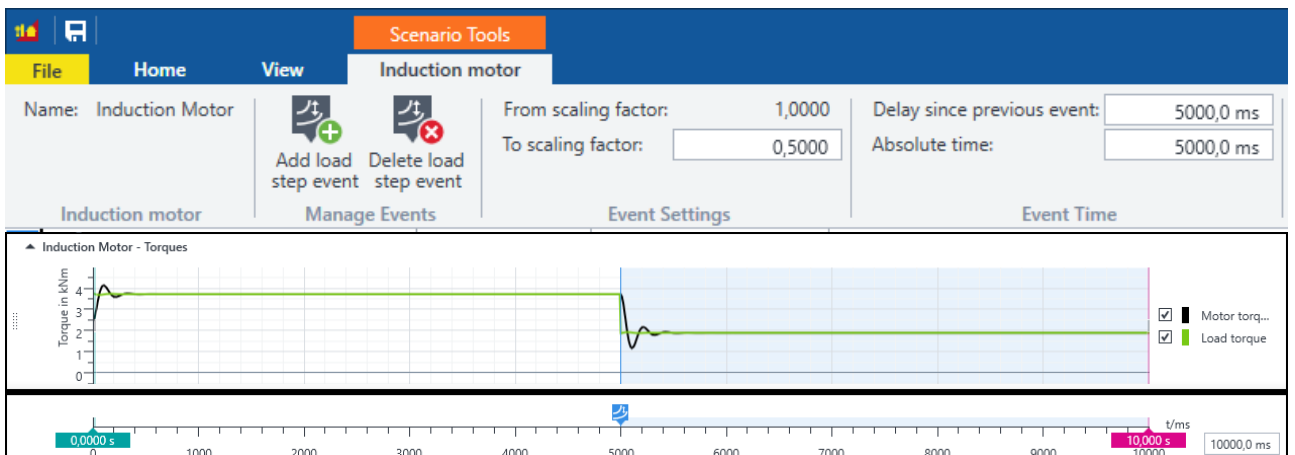 Scenario Tools
File Home View Induction motor
Name: Induction Motor
Add load step event
Delete load step event
From scaling factor: 1,0000
To scaling factor: 0,5000
Delay since previous event: 5000,0 ms
Absolute time: 5000,0 ms
Induction motor Manage Events Event Settings Event Time
Induction Motor - Torques
Torque in kNm
4
3
2
1
0
Motor torq...
Load torque
t/ms
0,0000 s 10,000 s 10000,0 ms
0 1000 2000 3000 4000 5000 6000 7000 8000 9000 10000